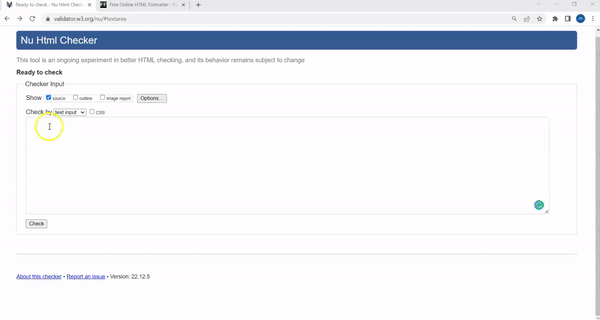 Ready to check - Nu Html Checker
Free Online HTML Formatter - F
validator.w3.org/nu/#textarea
Nu Html Checker
This tool is an ongoing experiment in better HTML checking, and its behavior remains subject to change
Ready to check
Checker Input
Show source outline image report Options...
Check by text input CSS
Check
About this checker • Report an issue • Version: 22.12.5